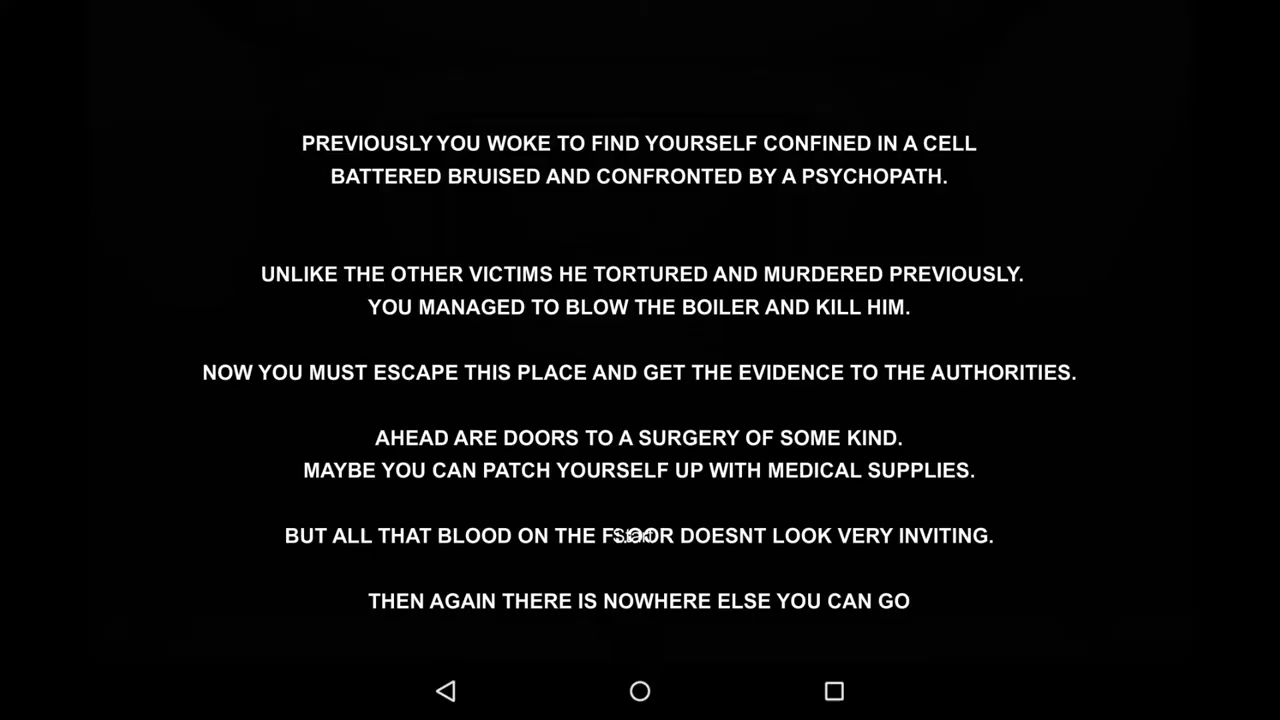 PREVIOUSLY YOU WOKE TO FIND YOURSELF CONFINED IN A CELL
BATTERED BRUISED AND CONFRONTED BY A PSYCHOPATH.
UNLIKE THE OTHER VICTIMS HE TORTURED AND MURDERED PREVIOUSLY.
YOU MANAGED TO BLOW THE BOILER AND KILL HIM.
NOW YOU MUST ESCAPE THIS PLACE AND GET THE EVIDENCE TO THE AUTHORITIES.
AHEAD ARE DOORS TO A SURGERY OF SOME KIND.
MAYBE YOU CAN PATCH YOURSELF UP WITH MEDICAL SUPPLIES.
BUT ALL THAT BLOOD ON THE FLOOR DOESNT LOOK VERY INVITING.
Start
THEN AGAIN THERE IS NOWHERE ELSE YOU CAN GO